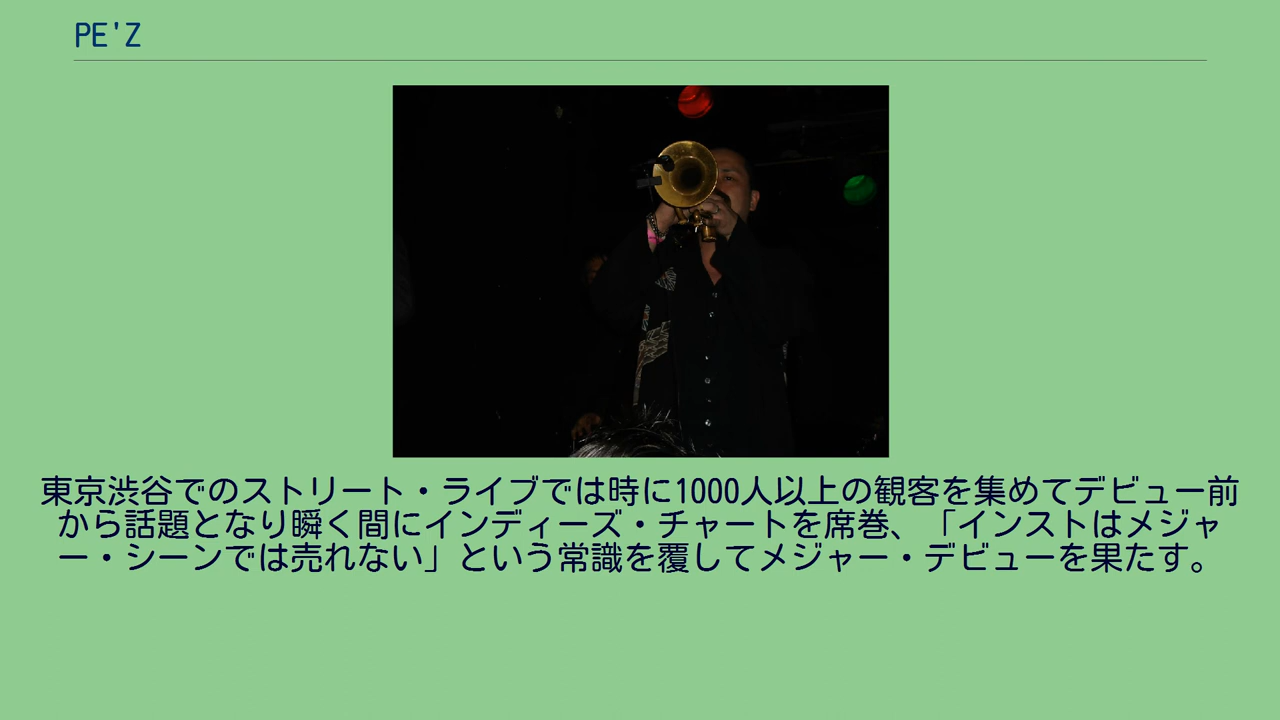 PE'Z
東京渋谷でのストリート・ライブでは時に1000人以上の観客を集めてデビュー前
から話題となり瞬く間にインディーズ・チャートを席巻、「インストはメジャ
ー・シーンでは売れない」という常識を覆してメジャー・デビューを果たす。